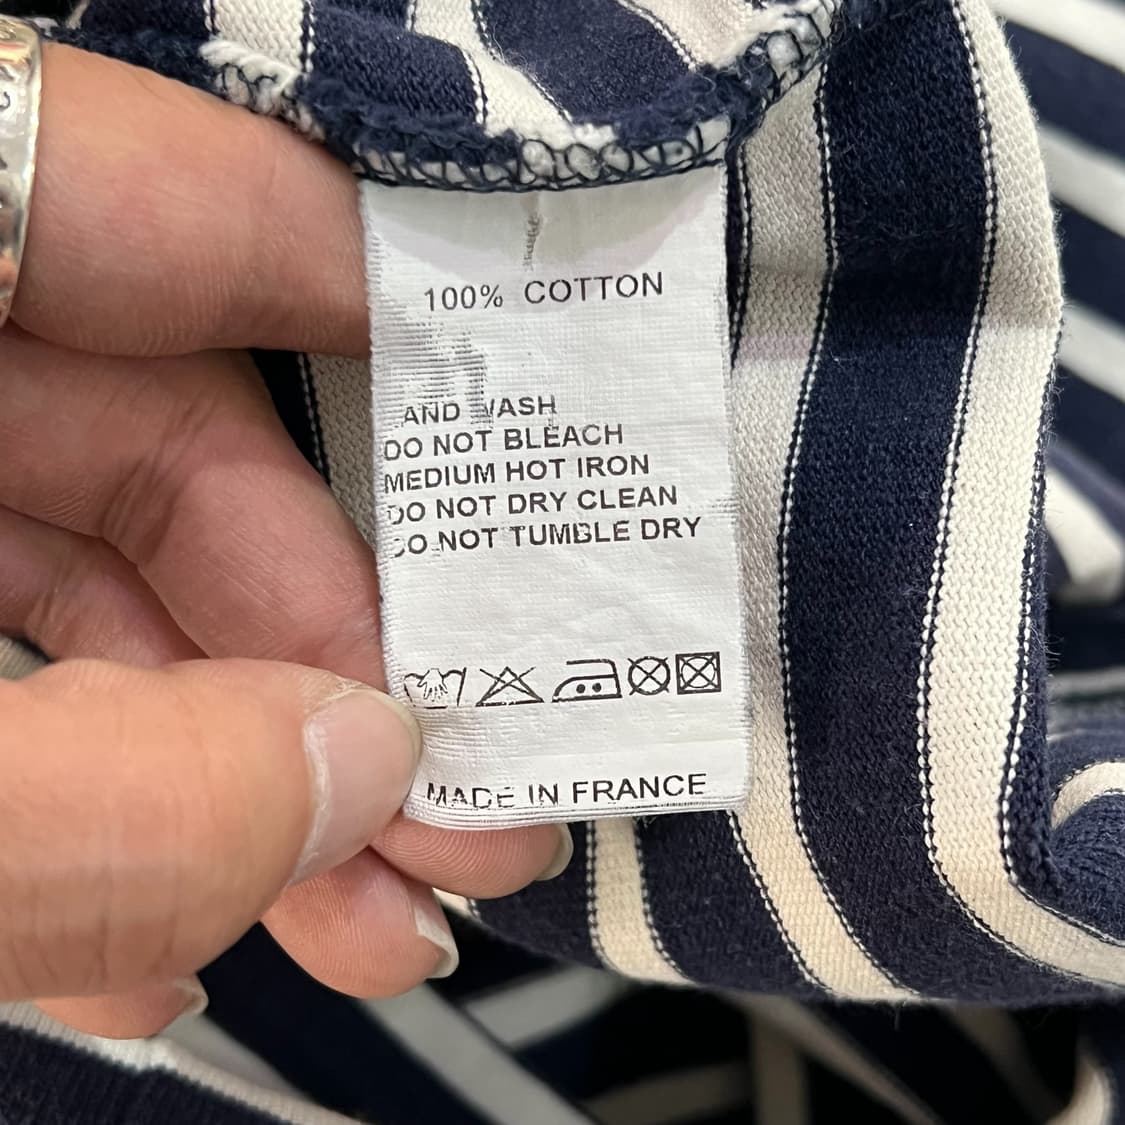 100% COTTON
AND WASH
DO NOT BLEACH
MEDIUM HOT IRON
DO NOT DRY CLEAN
DO NOT TUMBLE DRY
MADE IN FRANCE